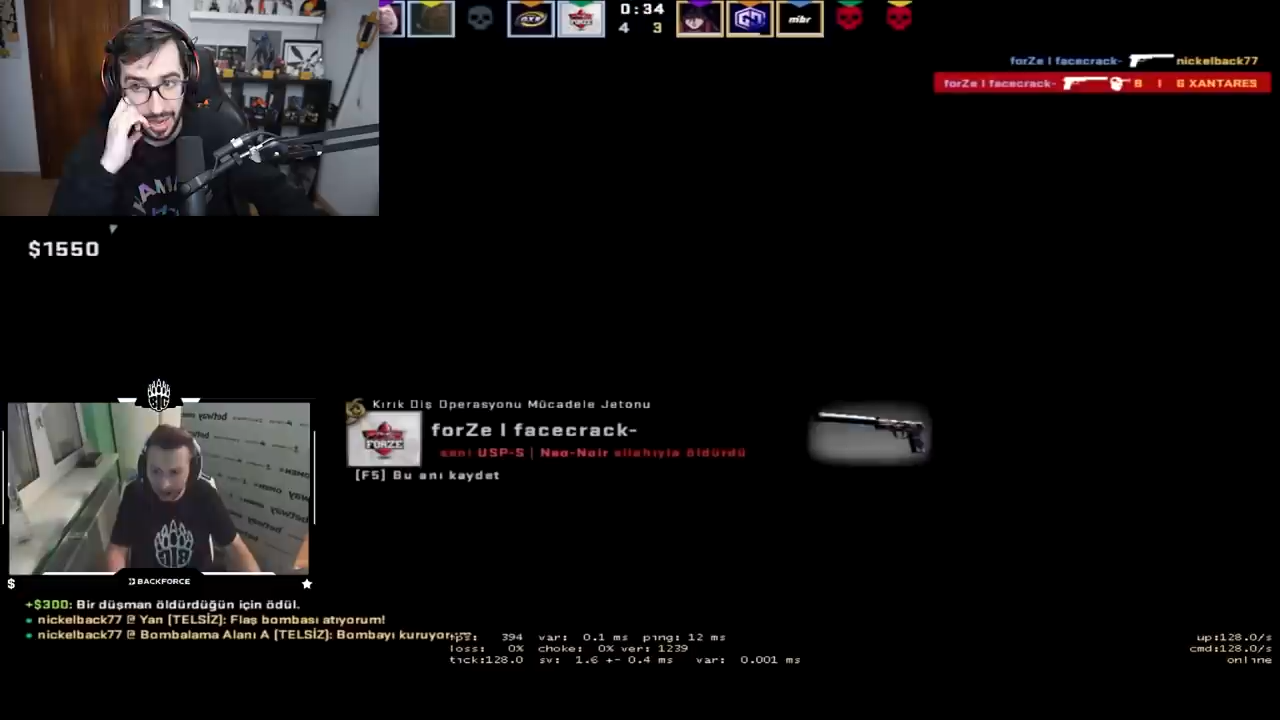 0:34
4 3
forZe | facecrack- nickelback77
forZe | facecrack- B | G XANTARES
$1550
Kırık Diş Operasyonu Mücadele Jetonu
FORZE
forZe | facecrack-
seni USP-S | Neo-Noir silahıyla öldürdü
[F5] Bu anı kaydet
BACKFORCE
+$300: Bir düşman öldürdüğün için ödül.
nickelback77 @ Yan (TELSİZ): Flaş bombası atıyorum!
nickelback77 @ Bombalama Alanı A (TELSİZ): Bombayı kuruyorum
fps: 394 var: 0.1 ms ping: 12 ms
loss: 0% choke: 0% ver: 1239
tick:128.0 sv: 1.6 +- 0.4 ms var: 0.001 ms
up:128.0/s
cmd:128.0/s
online
mibr